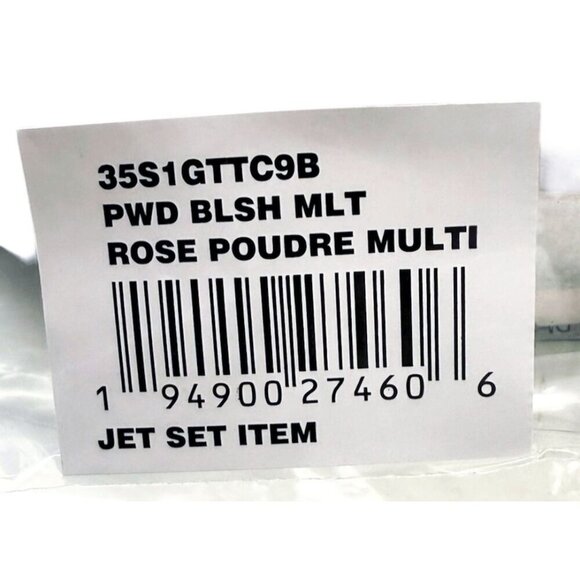 35S1GTTC9B
PWD BLSH MLT
ROSE POUDRE MULTI
1 94900 27460 6
JET SET ITEM